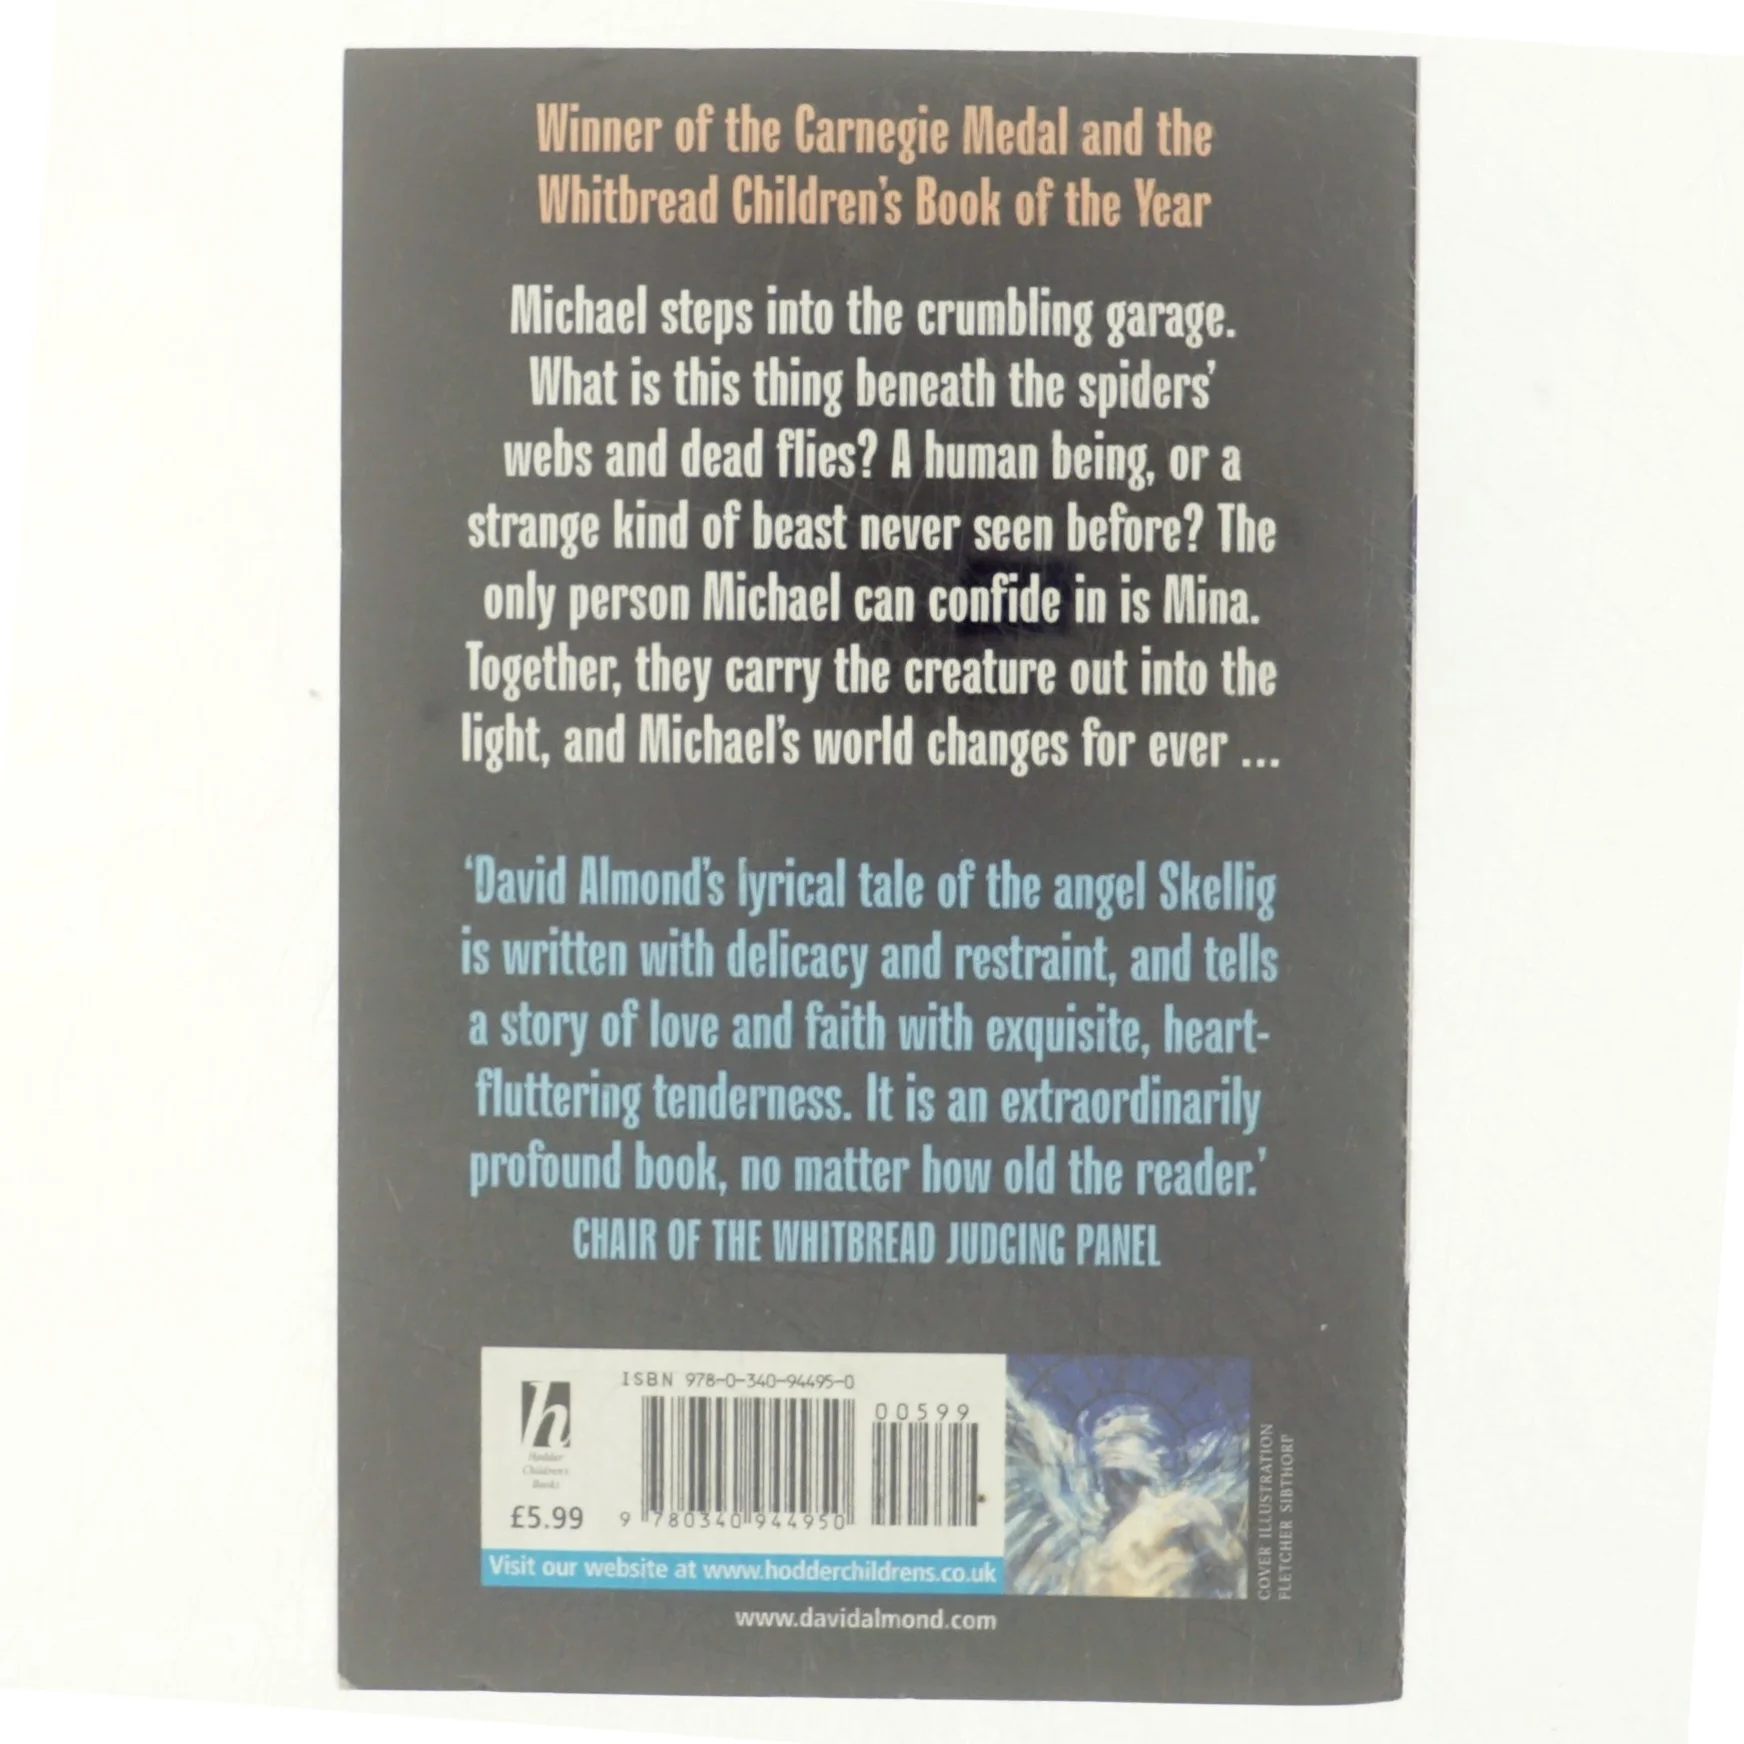 Winner of the Carnegie Medal and the
Whitbread Children's Book of the Year
Michael steps into the crumbling garage.
What is this thing beneath the spiders'
webs and dead flies? A human being, or a
strange kind of beast never seen before? The
only person Michael can confide in is Mina.
Together, they carry the creature out into the
light, and Michael's world changes for ever ...
'David Almond's lyrical tale of the angel Skellig
is written with delicacy and restraint, and tells
a story of love and faith with exquisite, heart-
fluttering tenderness. It is an extraordinarily
profound book, no matter how old the reader.'
CHAIR OF THE WHITBREAD JUDGING PANEL
h
Hodder
Children's
Books
£5.99
ISBN 978-0-340-94495-0
00599
9 780340 944950
Visit our website at www.hodderchildrens.co.uk
www.davidalmond.com
COVER ILLUSTRATION
FLETCHER SIBTHORP